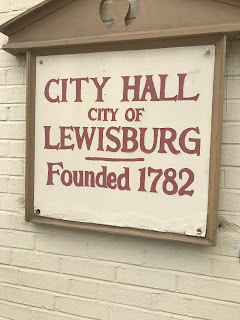 CITY HALL
CITY OF
LEWISBURG
Founded 1782